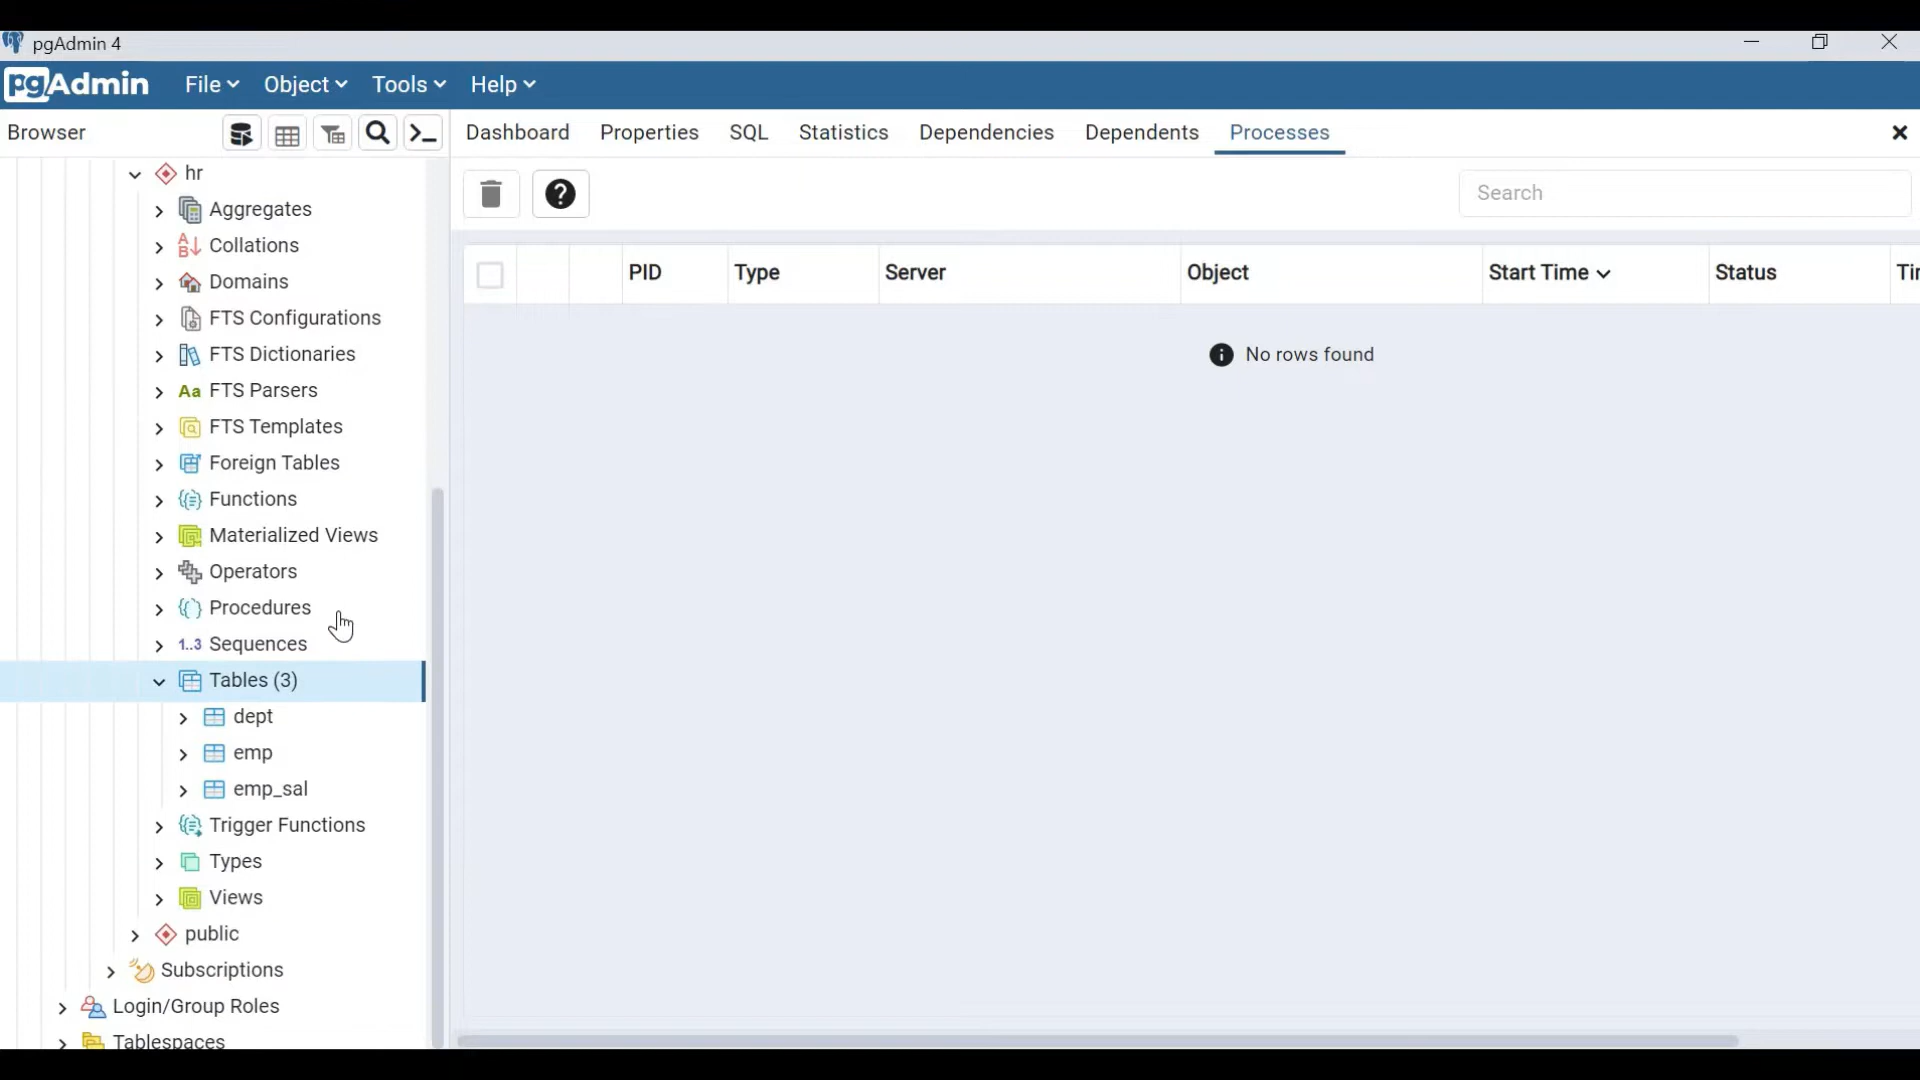 pgAdmin 4
pgAdmin File Object Tools Help
Browser
Dashboard Properties SQL Statistics Dependencies Dependents Processes
Search
hr
Aggregates
Collations
Domains
FTS Configurations
FTS Dictionaries
Aa FTS Parsers
FTS Templates
Foreign Tables
Functions
Materialized Views
Operators
Procedures
1..3 Sequences
Tables (3)
dept
emp
emp_sal
Trigger Functions
Types
Views
public
Subscriptions
Login/Group Roles
Tablespaces
PID Type Server Object Start Time Status
No rows found